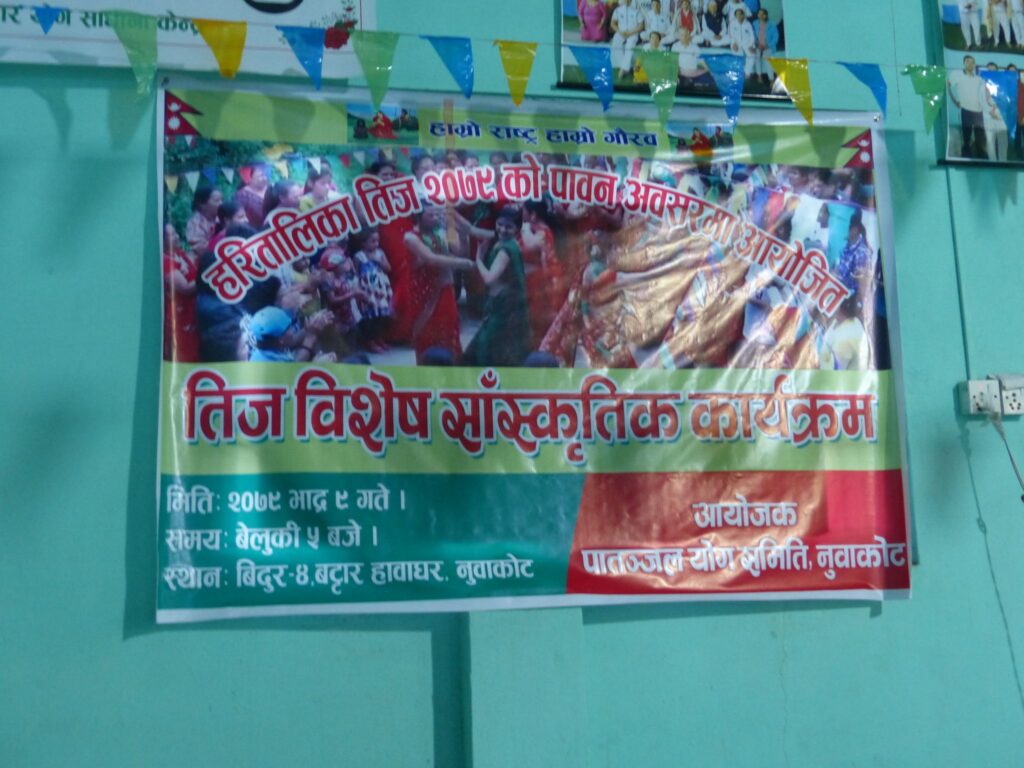 योग साधना केन्द्र
हाम्रो राष्ट्र हाम्रो गौरव
हरितालिका तिज २०७९ को पावन अवसरमा आयोजित
तिज विशेष साँस्कृतिक कार्यक्रम
मिति: २०७९ भाद्र ९ गते ।
समय: बेलुकी ५ बजे ।
स्थान: बिदुर-४,बट्टार हावाघर, नुवाकोट
आयोजक
पातञ्जल योग समिति, नुवाकोट